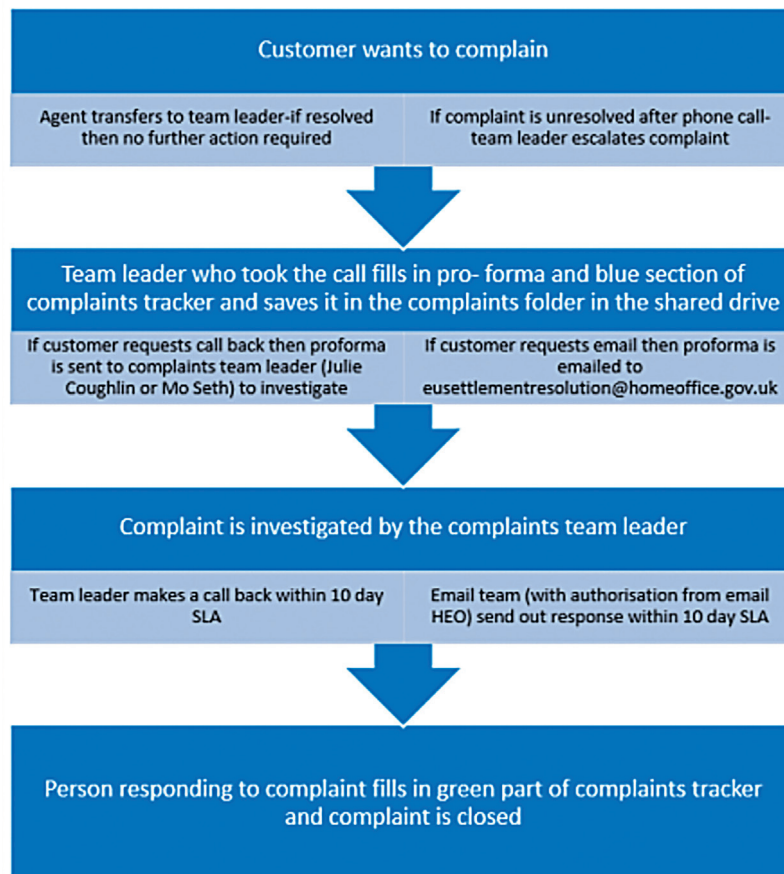 Customer wants to complain
Agent transfers to team leader-if resolved
then no further action required
If complaint is unresolved after phone call-
team leader escalates complaint
Team leader who took the call fills in pro- forma and blue section of
complaints tracker and saves it in the complaints folder in the shared drive
If customer requests call back then proforma
is sent to complaints team leader (Julie
Coughlin or Mo Seth) to investigate
If customer requests email then proforma is
emailed to
eusettlementresolution@homeoffice.gov.uk
Complaint is investigated by the complaints team leader
Team leader makes a call back within 10 day
SLA
Email team (with authorisation from email
HEO) send out response within 10 day SLA
Person responding to complaint fills in green part of complaints tracker
and complaint is closed